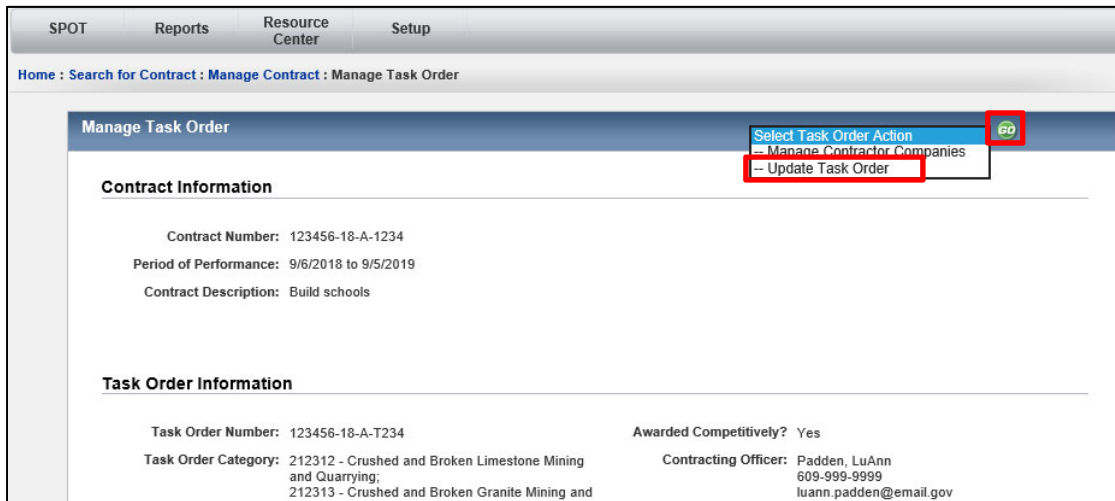 SPOT Reports Resource Center Setup
Home : Search for Contract : Manage Contract : Manage Task Order
Manage Task Order
Select Task Order Action GO
-- Manage Contractor Companies
-- Update Task Order
Contract Information
Contract Number: 123456-18-A-1234
Period of Performance: 9/6/2018 to 9/5/2019
Contract Description: Build schools
Task Order Information
Task Order Number: 123456-18-A-T234
Awarded Competitively? Yes
Task Order Category: 212312 - Crushed and Broken Limestone Mining
and Quarrying;
212313 - Crushed and Broken Granite Mining and
Contracting Officer: Padden, LuAnn
609-999-9999
luann.padden@email.gov